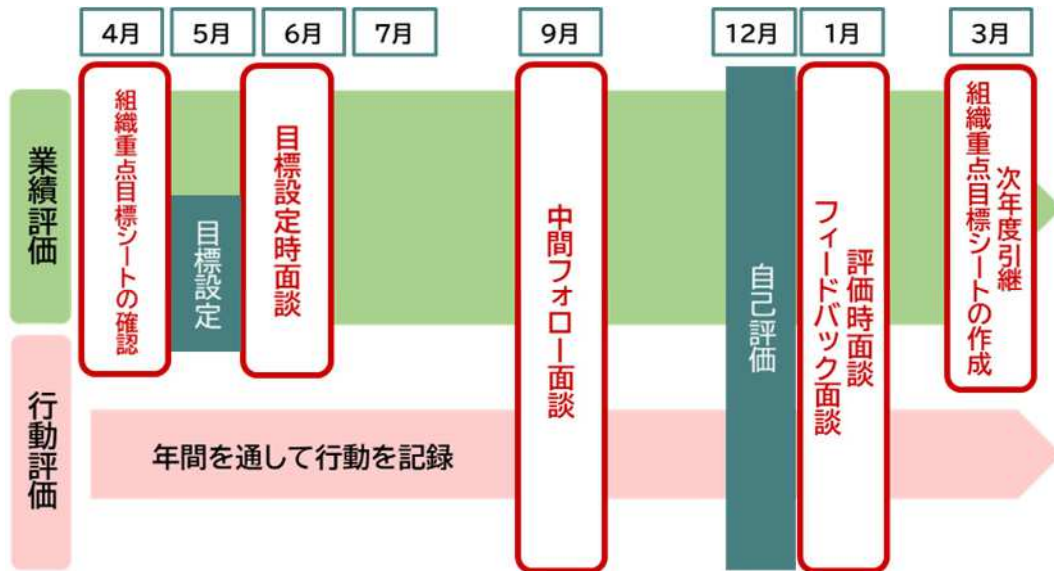 4月
5月
6月
7月
9月
12月
1月
3月
業績評価
組織重点目標シートの確認
目標設定
目標設定時面談
中間フォロー面談
自己評価
評価時面談
フィードバック面談
次年度引継
組織重点目標シートの作成
行動評価
年間を通して行動を記録